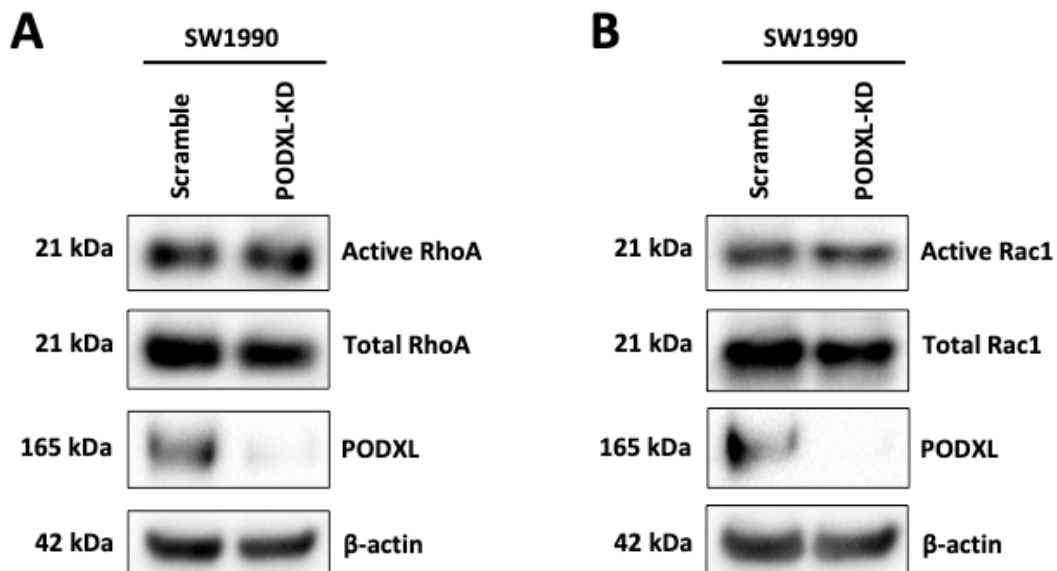 A
SW1990
Scramble
PODXL-KD
21 kDa
Active RhoA
21 kDa
Total RhoA
165 kDa
PODXL
42 kDa
β-actin
B
SW1990
Scramble
PODXL-KD
21 kDa
Active Rac1
21 kDa
Total Rac1
165 kDa
PODXL
42 kDa
β-actin